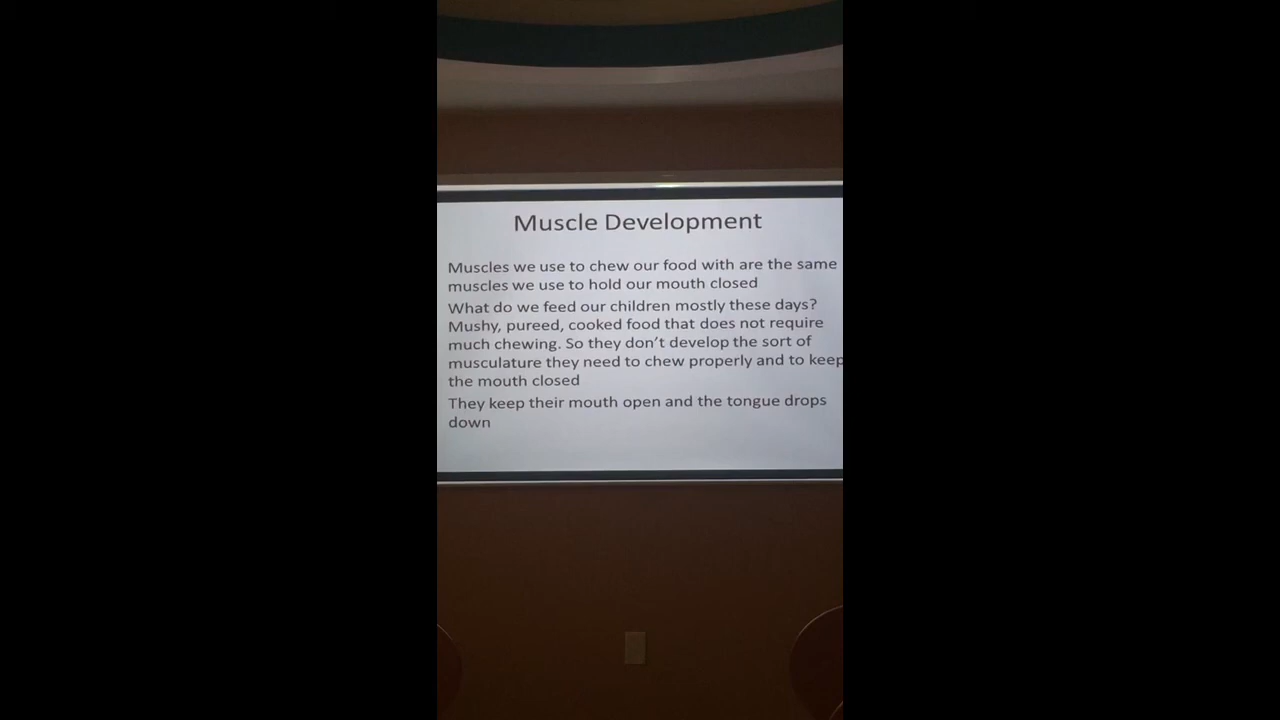 Muscle Development
Muscles we use to chew our food with are the same
muscles we use to hold our mouth closed
What do we feed our children mostly these days?
Mushy, pureed, cooked food that does not require
much chewing. So they don’t develop the sort of
musculature they need to chew properly and to keep
the mouth closed
They keep their mouth open and the tongue drops
down